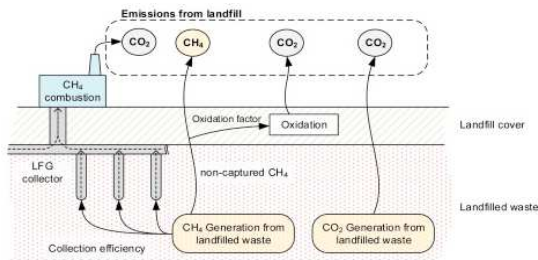 Emissions from landfill
CO2
CH4
CO2
CO2
CH4
combustion
Oxidation factor
Oxidation
Landfill cover
LFG
collector
non-captured CH4
Landfilled waste
CH4 Generation from
landfilled waste
CO2 Generation from
landfilled waste
Collection efficiency